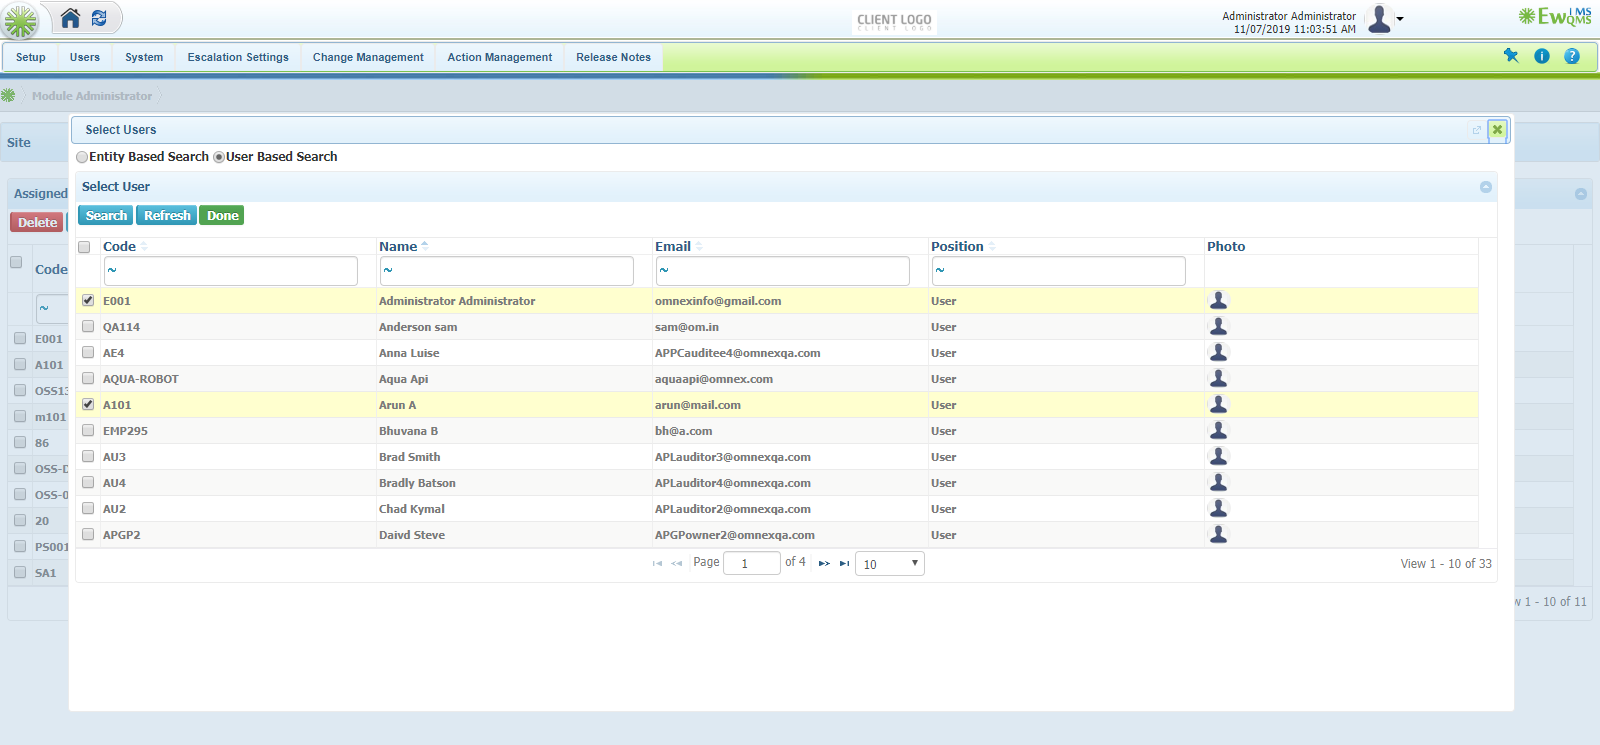 CLIENT LOGO
CLIENT LOGO
Administrator Administrator
11/07/2019 11:03:51 AM
EwIMS
QMS
Setup Users System Escalation Settings Change Management Action Management Release Notes
Module Administrator
Site
Select Users
Entity Based Search User Based Search
Assigned
Select User
Delete
Search Refresh Done
Code
Code Name Email Position Photo
~
~ ~ ~ ~
E001 Administrator Administrator omnexinfo@gmail.com User
QA114 Anderson sam sam@om.in User
AE4 Anna Luise APPCauditee4@omnexqa.com User
AQUA-ROBOT Aqua Api aquaapi@omnex.com User
A101 Arun A arun@mail.com User
EMP295 Bhuvana B bh@a.com User
AU3 Brad Smith APLauditor3@omnexqa.com User
AU4 Bradly Batson APLauditor4@omnexqa.com User
AU2 Chad Kymal APLauditor2@omnexqa.com User
APGP2 Daivd Steve APGPowner2@omnexqa.com User
Page 1 of 4 10 View 1 - 10 of 33
E001
A101
OSS13
m101
86
OSS-D
OSS-0
20
PS001
SA1
w 1 - 10 of 11